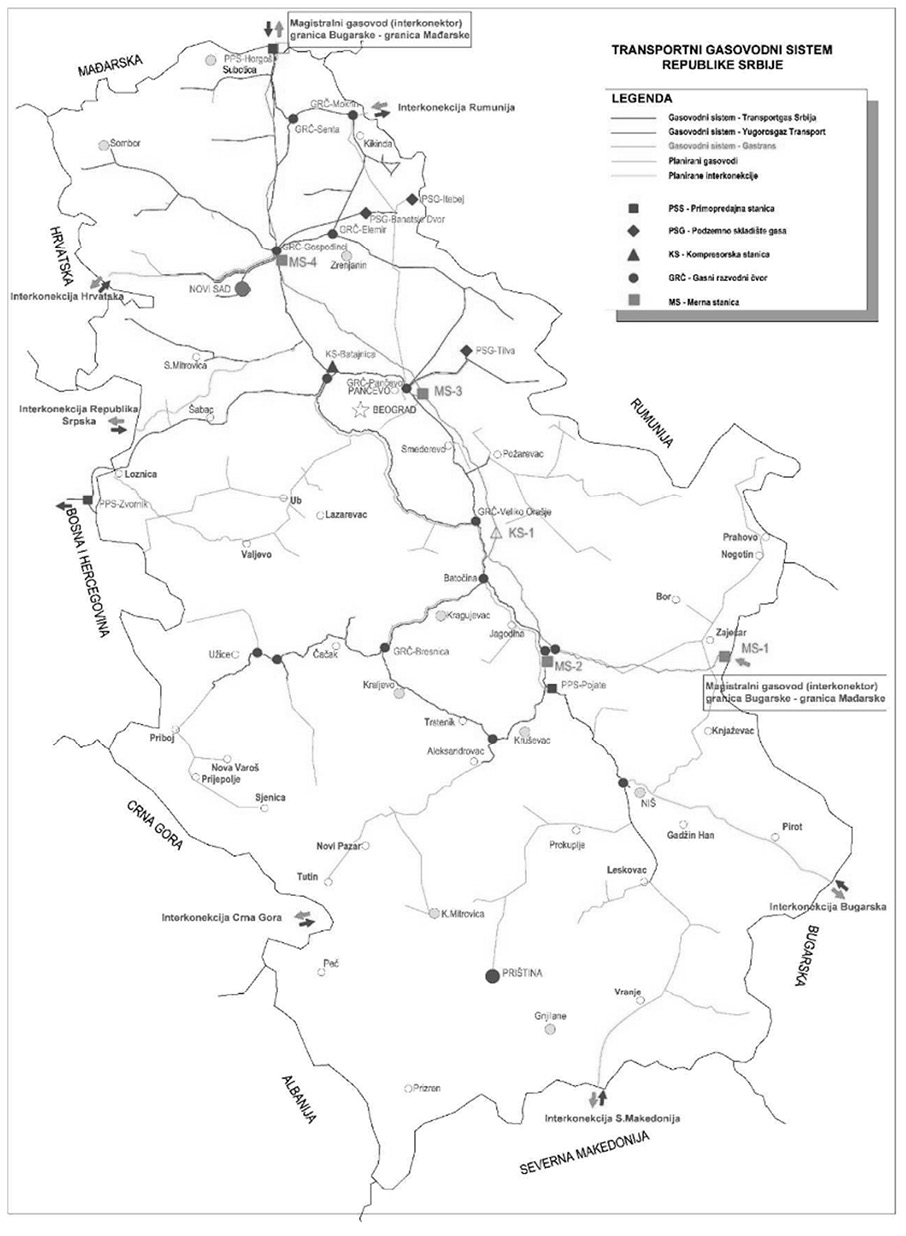 Magistralni gasovod (interkonektor)
granica Bugarske - granica Mađarske
TRANSPORTNI GASOVODNI SISTEM
REPUBLIKE SRBIJE
LEGENDA
Gasovodni sistem - Transportgas Srbija
Gasovodni sistem - Yugorosgaz Transport
Gasovodni sistem - Gastrans
Planirani gasovodi
Planirane interkonekcije
PSS - Primopredajna stanica
PSG - Podzemno skladište gasa
KS - Kompresorska stanica
GRČ - Gasni razvodni čvor
MS - Merna stanica
MAĐARSKA
PPS-Horgoš
Subotica
GRČ-Mokrin
Interkonekcija Rumunija
GRČ-Senta
Kikinda
Sombor
PSG-Itebej
PSG-Banatski Dvor
GRČ-Elemir
HRVATSKA
GRČ-Gospođinci
MS-4
Zrenjanin
Interkonekcija Hrvatska
NOVI SAD
S.Mitrovica
KS-Batajnica
PSG-Tilva
GRČ-Pančevo
PANČEVO
MS-3
BEOGRAD
RUMUNIJA
Interkonekcija Republika
Srpska
Šabac
Smederevo
Požarevac
Loznica
PPS-Zvornik
Ub
Lazarevac
GRČ-Veliko Orašje
KS-1
BOSNA I HERCEGOVINA
Valjevo
Prahovo
Negotin
Batočina
Bor
Kragujevac
Jagodina
Zaječar
MS-1
Užice
Čačak
GRČ-Bresnica
MS-2
PPS-Pojate
Kraljevo
Magistralni gasovod (interkonektor)
granica Bugarske - granica Mađarske
Trstenik
Priboj
Kruševac
Knjaževac
Aleksandrovac
Nova Varoš
Prijepolje
Sjenica
NIŠ
CRNA GORA
Gadžin Han
Pirot
Novi Pazar
Prokuplje
Tutin
Leskovac
Interkonekcija Bugarska
Interkonekcija Crna Gora
K.Mitrovica
BUGARSKA
Peć
PRIŠTINA
Vranje
Gnjilane
ALBANIJA
Prizren
Interkonekcija S.Makedonija
SEVERNA MAKEDONIJA